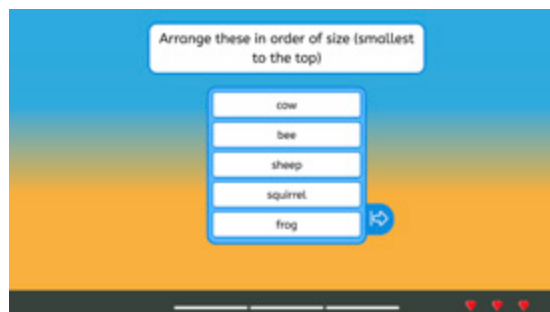 Arrange these in order of size (smallest
to the top)
cow
bee
sheep
squirrel
frog